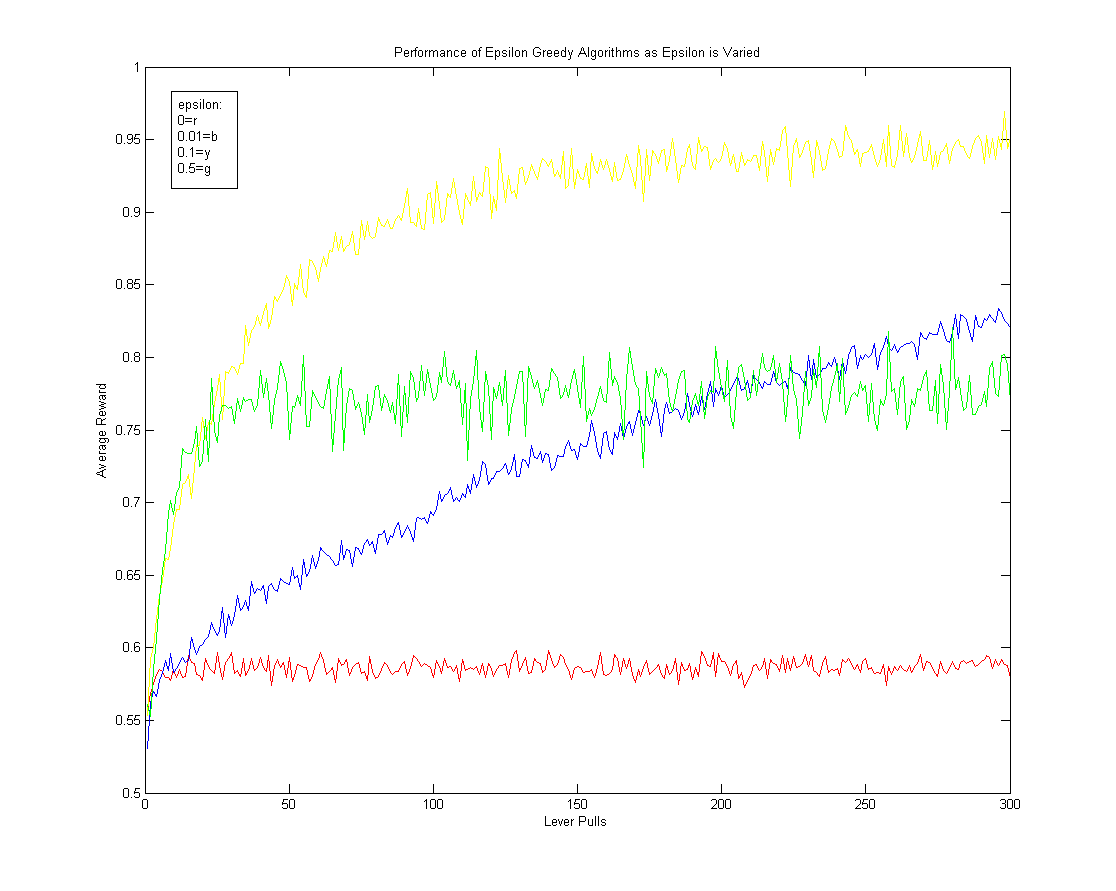 Performance of Epsilon Greedy Algorithms as Epsilon is Varied
1
epsilon:
0=r
0.01=b
0.1=y
0.5=g
0.95
0.9
0.85
0.8
0.75
0.7
0.65
0.6
0.55
0.5
Average Reward
0 50 100 150 200 250 300
Lever Pulls